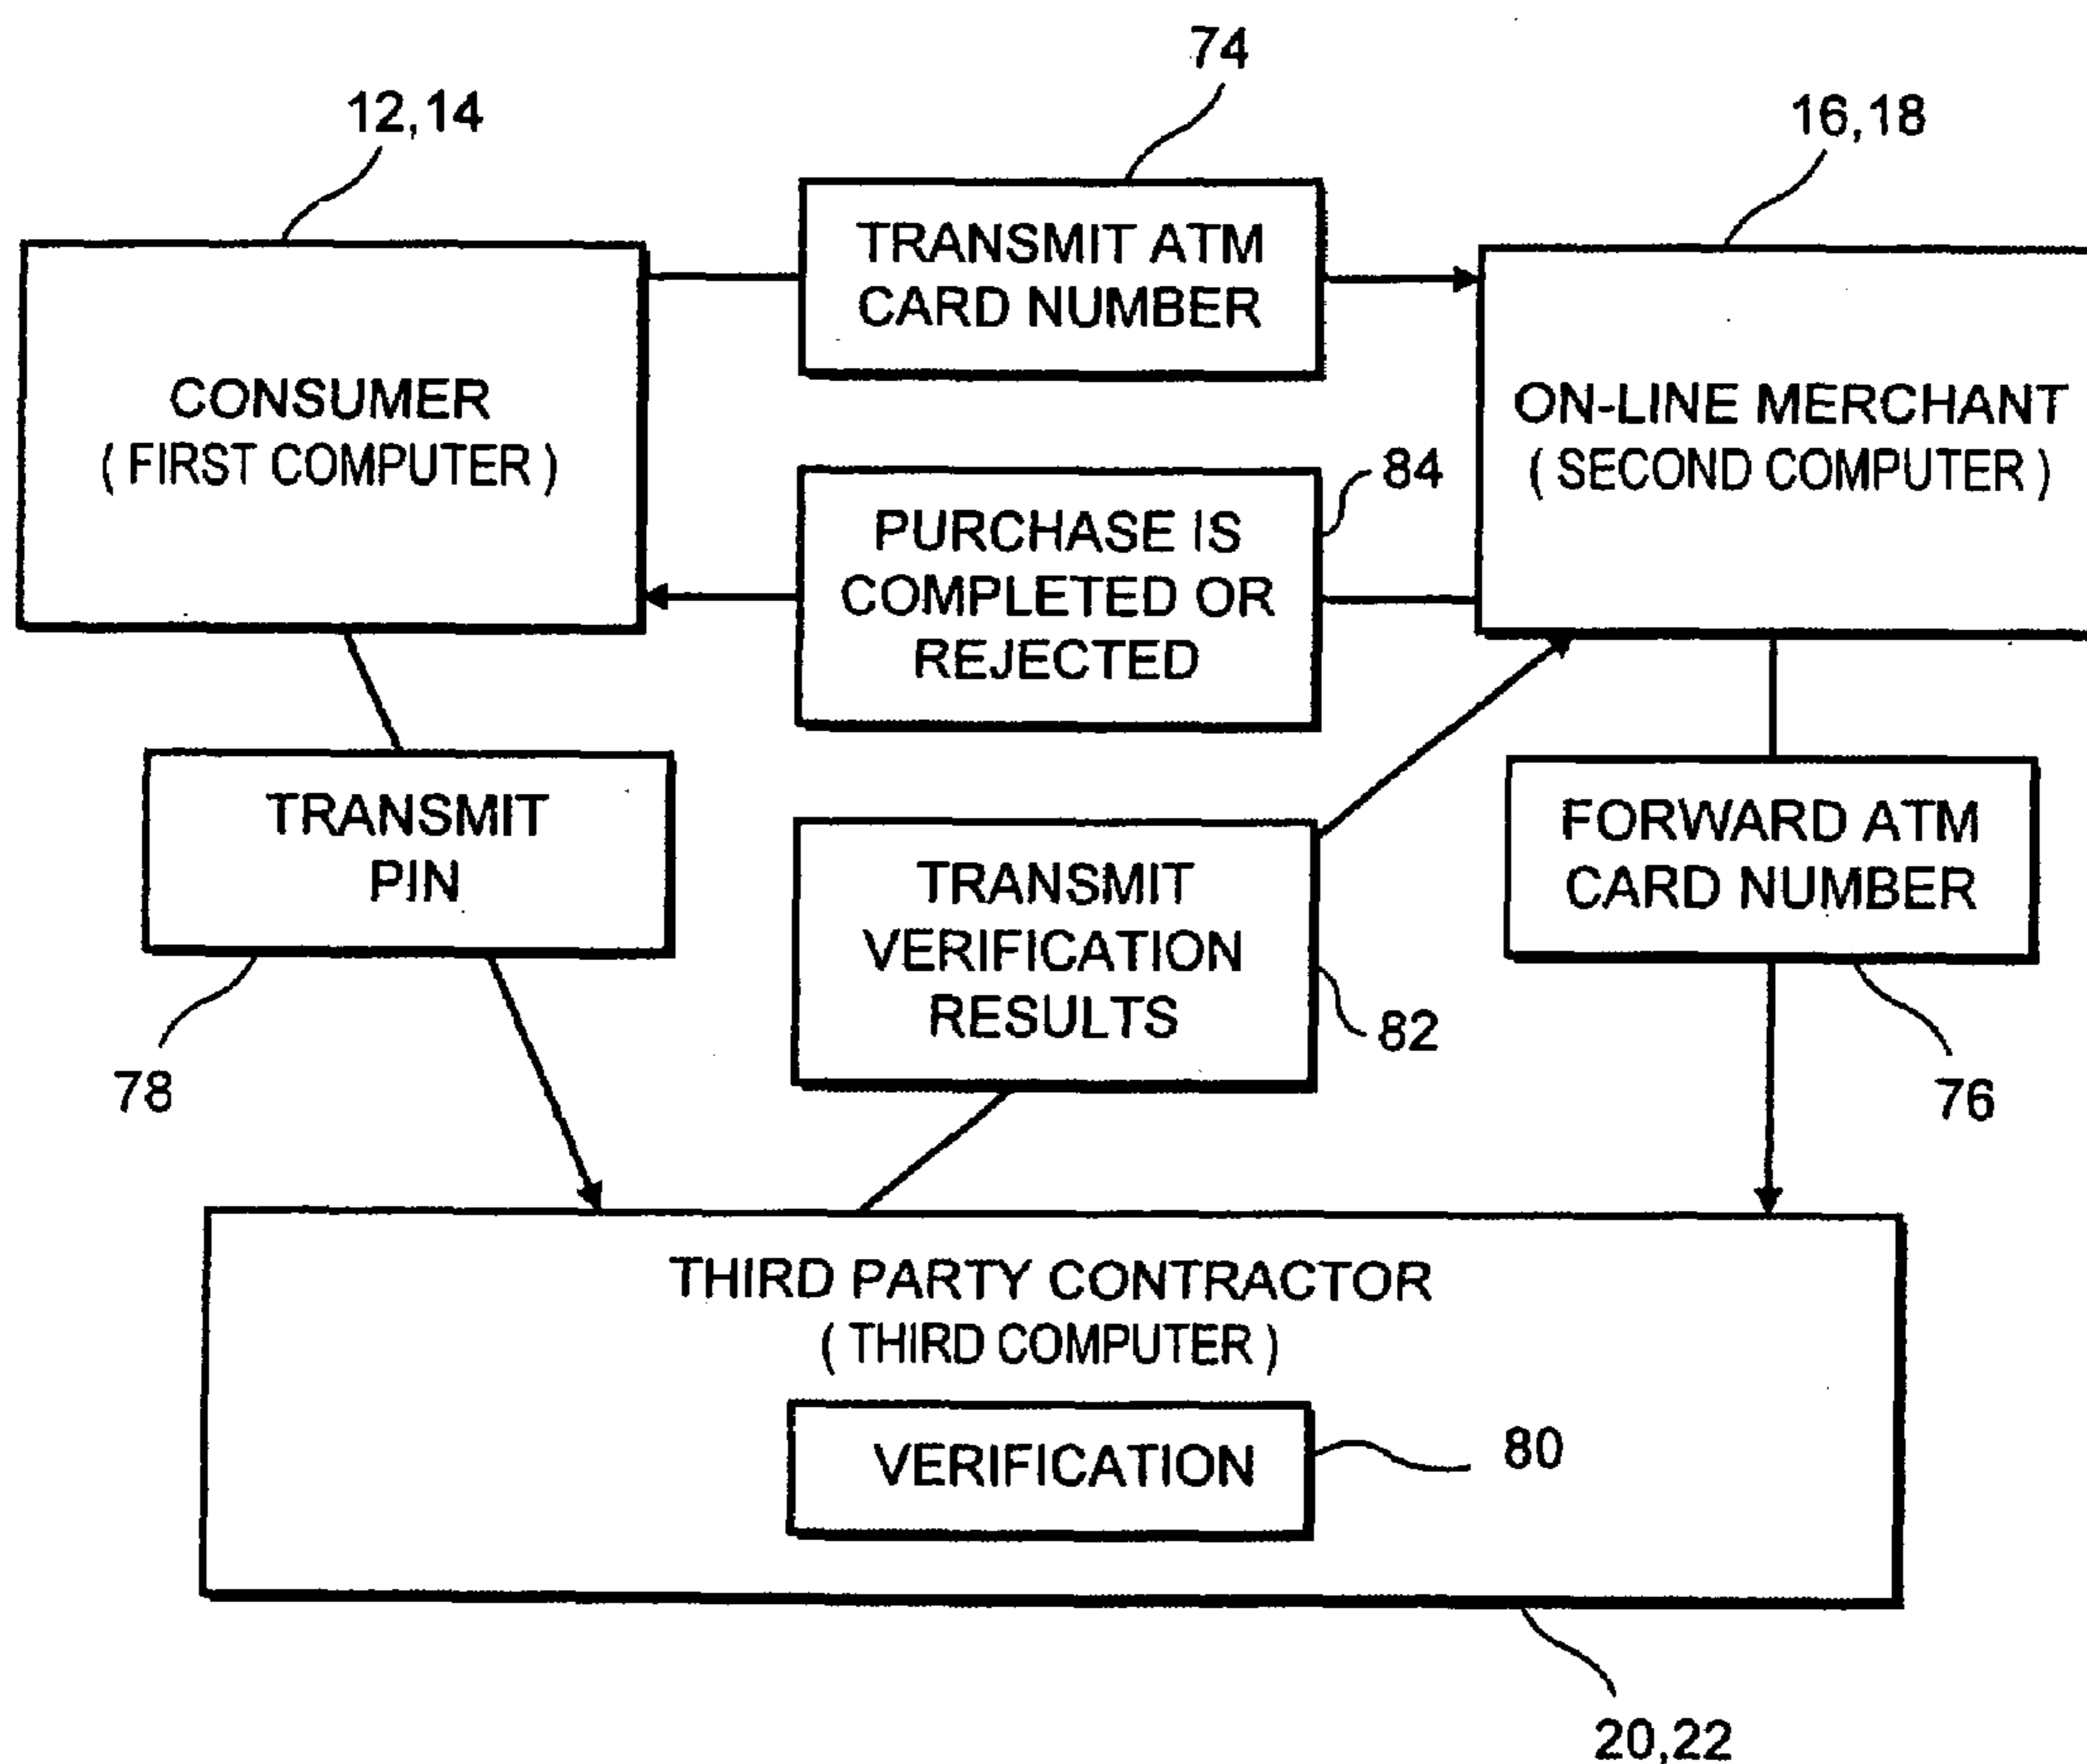 74
12,14
16,18
TRANSMIT ATM
CARD NUMBER
CONSUMER
( FIRST COMPUTER )
ON-LINE MERCHANT
( SECOND COMPUTER )
84
PURCHASE IS
COMPLETED OR
REJECTED
TRANSMIT
PIN
78
TRANSMIT
VERIFICATION
RESULTS
82
FORWARD ATM
CARD NUMBER
76
THIRD PARTY CONTRACTOR
( THIRD COMPUTER )
VERIFICATION
80
20,22